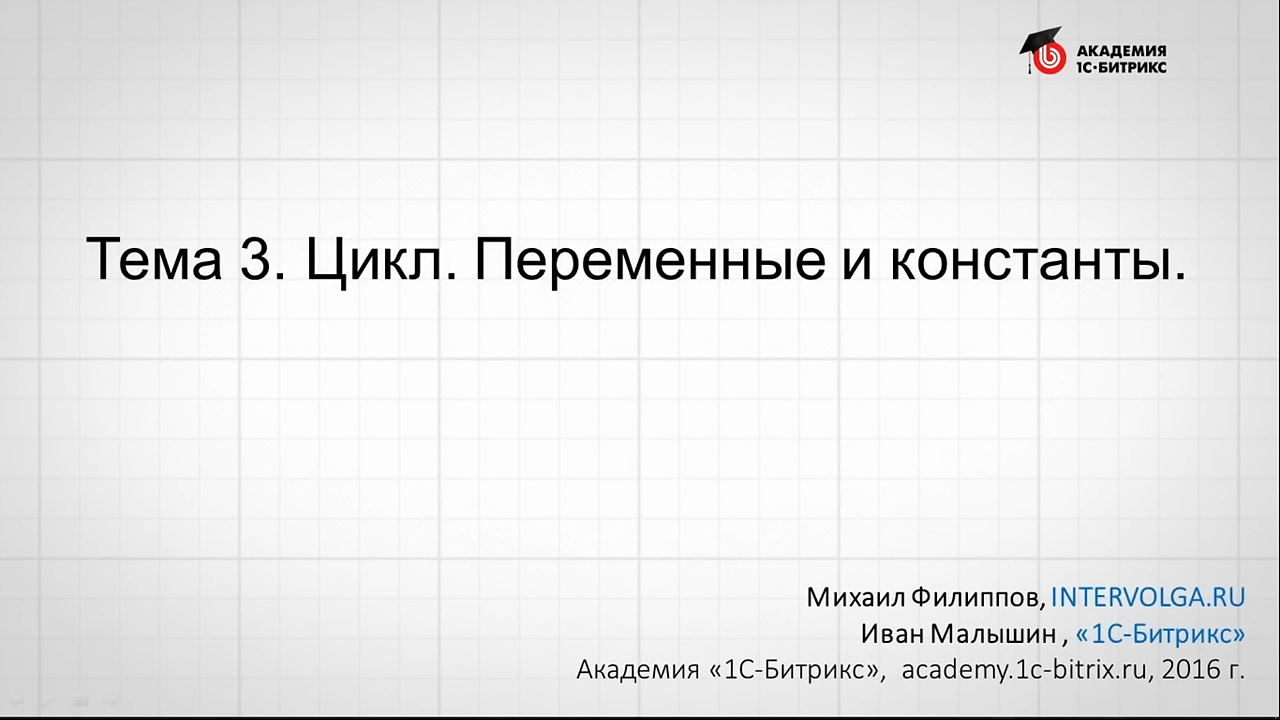 АКАДЕМИЯ
1С·БИТРИКС
Тема 3. Цикл. Переменные и константы.
Михаил Филиппов, INTERVOLGA.RU
Иван Малышин , «1С-Битрикс»
Академия «1С-Битрикс», academy.1c-bitrix.ru, 2016 г.